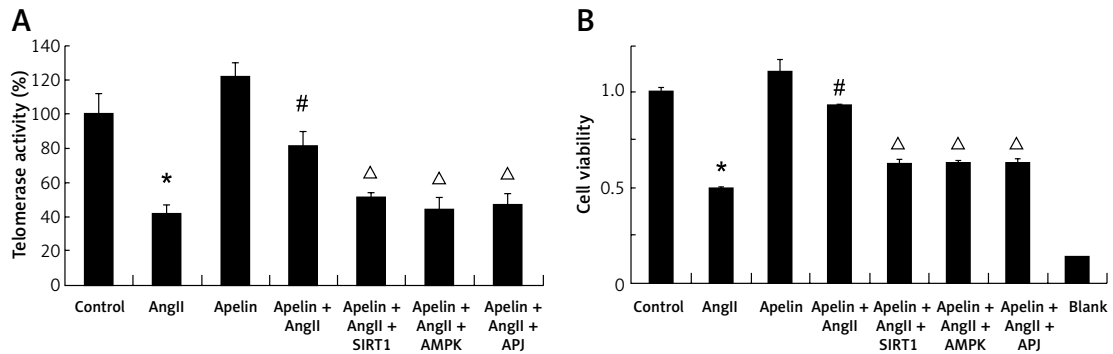 A
Telomerase activity (%)
140
120
100
80
60
40
20
0
*
#
△
△
△
Control
AngII
Apelin
Apelin +
AngII
Apelin +
AngII +
SIRT1
Apelin +
AngII +
AMPK
Apelin +
AngII +
APJ
B
Cell viability
1.0
0.5
0
*
#
△
△
△
Control
AngII
Apelin
Apelin +
AngII
Apelin +
AngII +
SIRT1
Apelin +
AngII +
AMPK
Apelin +
AngII +
APJ
Blank